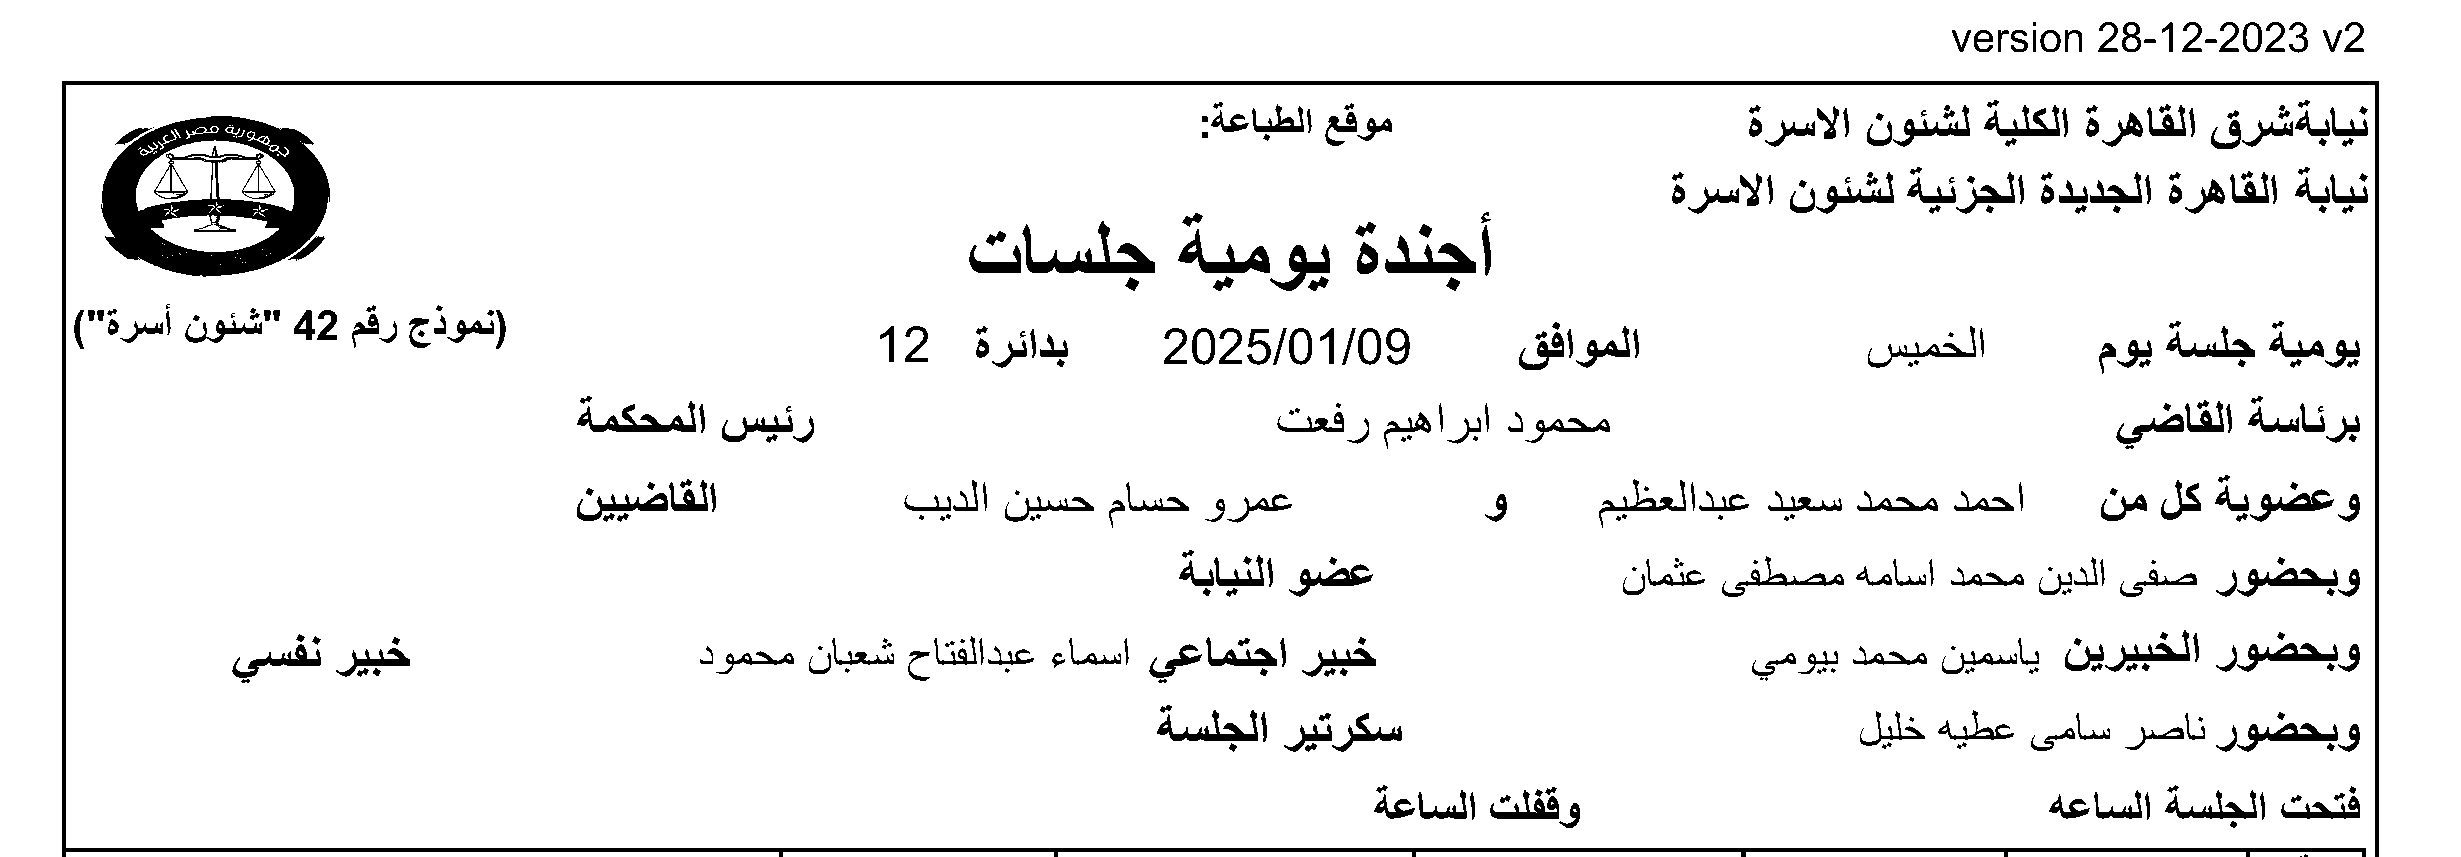 version 28-12-2023 v2
نيابةشرق القاهرة الكلية لشئون الاسرة موقع الطباعة:
جمهورية مصر العربية
نيابة القاهرة الجديدة الجزئية لشئون الاسرة
أجندة يومية جلسات
(نموذج رقم 42 "شئون أسرة")
يومية جلسة يوم الخميس الموافق 2025/01/09 بدائرة 12
برئاسة القاضي محمود ابراهيم رفعت رئيس المحكمة
وعضوية كل من احمد محمد سعيد عبدالعظيم و عمرو حسام حسين الديب القاضيين
وبحضور صفى الدين محمد اسامه مصطفى عثمان عضو النيابة
وبحضور الخبيرين ياسمين محمد بيومي خبير اجتماعي اسماء عبدالفتاح شعبان محمود خبير نفسي
وبحضور ناصر سامى عطيه خليل سكرتير الجلسة
فتحت الجلسة الساعه وقفلت الساعة